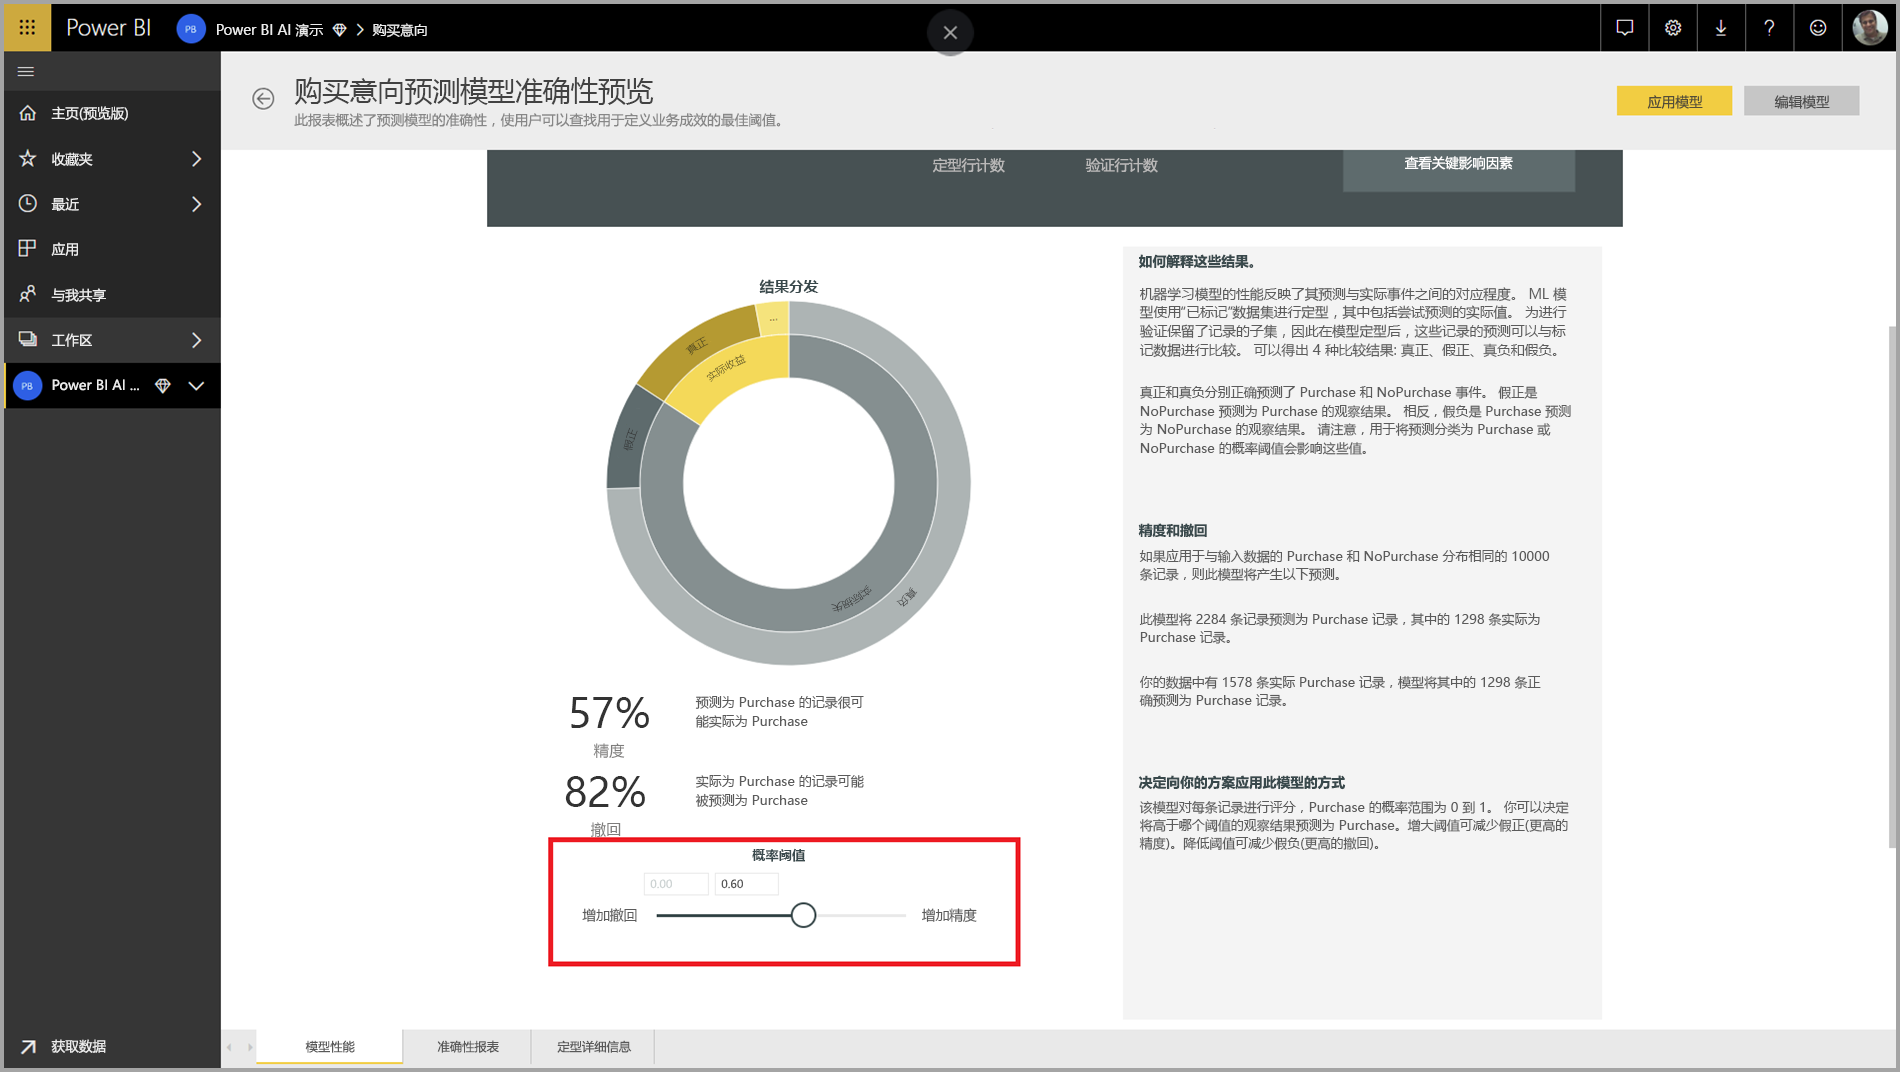 Power BI
PB
Power BI AI 演示
购买意向
主页(预览版)
收藏夹
最近
应用
与我共享
工作区
PB
Power BI AI ...
获取数据
购买意向预测模型准确性预览
此报表概述了预测模型的准确性，使用户可以查找用于定义业务成效的最佳阈值。
应用模型
编辑模型
定型行计数
验证行计数
查看关键影响因素
结果分发
...
真正
实际收益
假正
实际损失
真负
57%
精度
预测为 Purchase 的记录很可
能实际为 Purchase
82%
撤回
实际为 Purchase 的记录可能
被预测为 Purchase
概率阈值
0.00
0.60
增加撤回
增加精度
如何解释这些结果。
机器学习模型的性能反映了其预测与实际事件之间的对应程度。 ML 模
型使用“已标记”数据集进行定型，其中包括尝试预测的实际值。 为进行
验证保留了记录的子集，因此在模型定型后，这些记录的预测可以与标
记数据进行比较。 可以得出 4 种比较结果: 真正、假正、真负和假负。
真正和真负分别正确预测了 Purchase 和 NoPurchase 事件。 假正是
NoPurchase 预测为 Purchase 的观察结果。 相反，假负是 Purchase 预测
为 NoPurchase 的观察结果。 请注意，用于将预测分类为 Purchase 或
NoPurchase 的概率阈值会影响这些值。
精度和撤回
如果应用于与输入数据的 Purchase 和 NoPurchase 分布相同的 10000
条记录，则此模型将产生以下预测。
此模型将 2284 条记录预测为 Purchase 记录，其中的 1298 条实际为
Purchase 记录。
你的数据中有 1578 条实际 Purchase 记录，模型将其中的 1298 条正
确预测为 Purchase 记录。
决定向你的方案应用此模型的方式
该模型对每条记录进行评分，Purchase 的概率范围为 0 到 1。 你可以决定
将高于哪个阈值的观察结果预测为 Purchase。增大阈值可减少假正(更高的
精度)。降低阈值可减少假负(更高的撤回)。
模型性能
准确性报表
定型详细信息